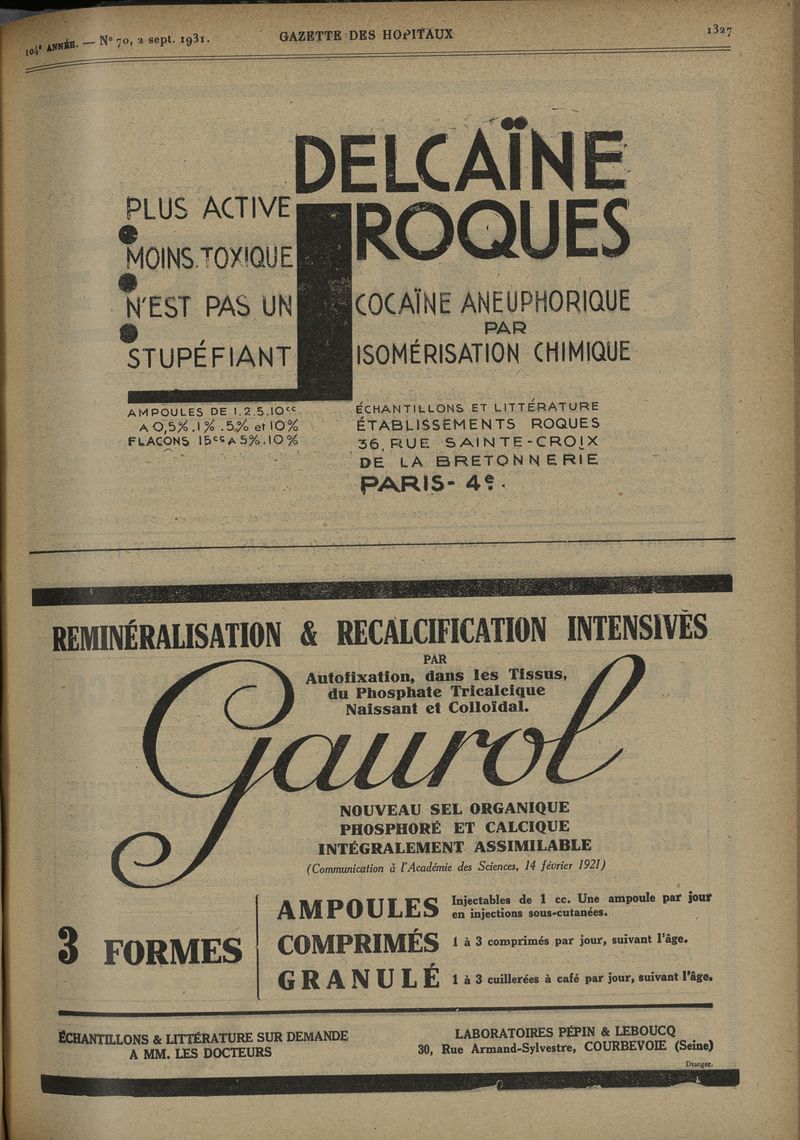 104e ANNÉE. — No 70, 2 sept. 1931. GAZETTE DES HOPITAUX 1327
DELCAÏNE
ROQUES
PLUS ACTIVE
MOINS TOXIQUE
N'EST PAS UN
STUPÉFIANT
COCAÏNE ANEUPHORIQUE
PAR
ISOMÉRISATION CHIMIQUE
AMPOULES DE 1.2.5.10cc
A 0,5% .1% .5% et 10%
FLACONS 15cc A 5%.10%
ÉCHANTILLONS ET LITTÉRATURE
ÉTABLISSEMENTS ROQUES
36, RUE SAINTE-CROIX
DE LA BRETONNERIE
PARIS- 4e.
REMINÉRALISATION & RECALCIFICATION INTENSIVES
PAR
Autofixation, dans les Tissus,
du Phosphate Tricalcique
Naissant et Colloïdal.
Gaurol
NOUVEAU SEL ORGANIQUE
PHOSPHORÉ ET CALCIQUE
INTÉGRALEMENT ASSIMILABLE
(Communication à l'Académie des Sciences, 14 février 1921)
3 FORMES
AMPOULES Injectables de 1 cc. Une ampoule par jour
en injections sous-cutanées.
COMPRIMÉS 1 à 3 comprimés par jour, suivant l'âge.
GRANULÉ 1 à 3 cuillerées à café par jour, suivant l'âge.
ÉCHANTILLONS & LITTÉRATURE SUR DEMANDE
A MM. LES DOCTEURS
LABORATOIRES PÉPIN & LEBOUCQ
30, Rue Armand-Sylvestre, COURBEVOIE (Seine)
Draeger.